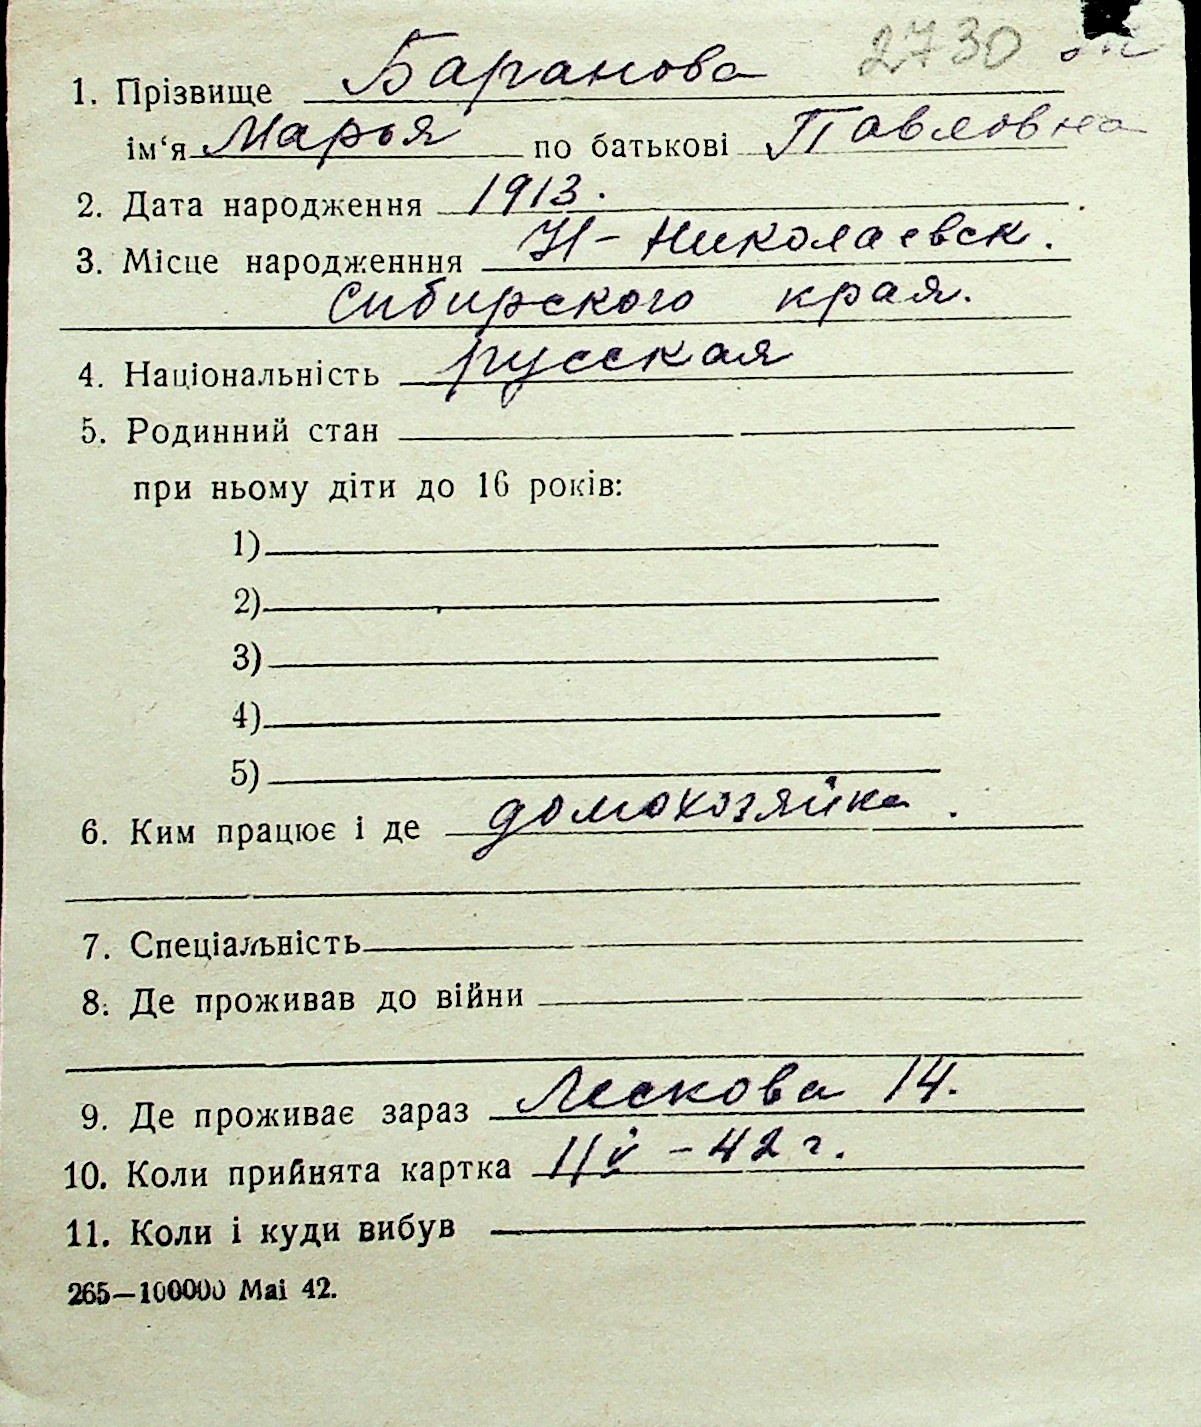 2730
1. Прізвище Баранова
ім‘я Марья по батькові Павловна
2. Дата народження 1913.
3. Місце народженння Н-Николаевск.
Сибирского края.
4. Національність русская
5. Родинний стан
при ньому діти до 16 років:
1)
2)
3)
4)
5)
6. Ким працює і де домохозяйка.
7. Спеціальність
8. Де проживав до війни
9. Де проживає зараз Лескова 14.
10. Коли прийнята картка -42 г.
11. Коли і куди вибув
265—100000 Маі 42.